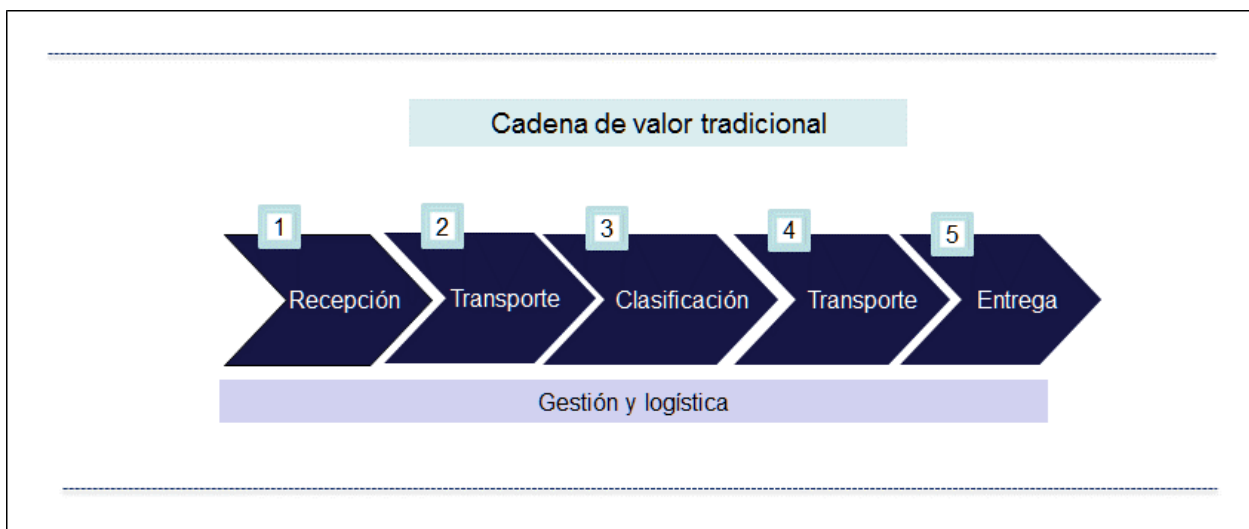 Cadena de valor tradicional
1
2
3
4
5
Recepción
Transporte
Clasificación
Transporte
Entrega
Gestión y logística